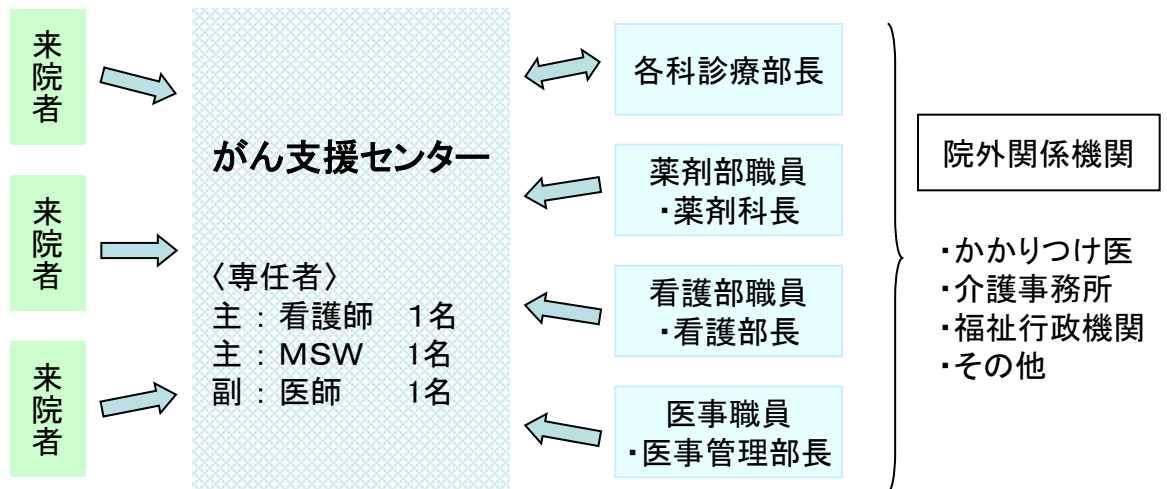 来院者
来院者
来院者
がん支援センター
〈専任者〉
主：看護師　1名
主：ＭＳＷ　1名
副：医師　　1名
各科診療部長
薬剤部職員
・薬剤科長
看護部職員
・看護部長
医事職員
・医事管理部長
院外関係機関
・かかりつけ医
・介護事務所
・福祉行政機関
・その他